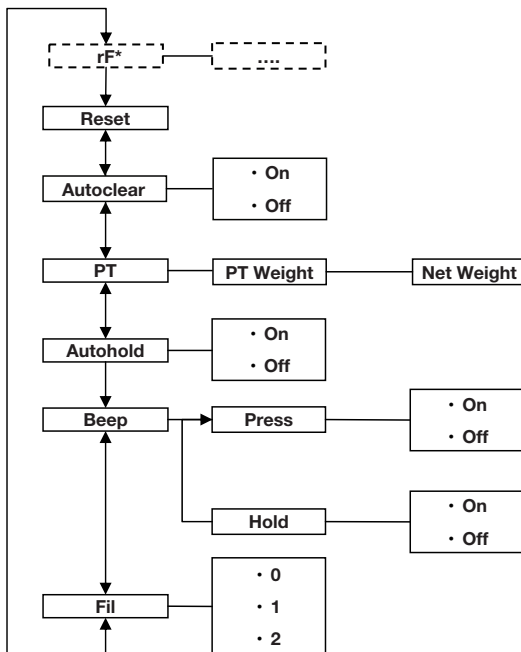 rF* ....
Reset
Autoclear
· On
· Off
PT PT Weight Net Weight
Autohold
· On
· Off
Beep Press
· On
· Off
Hold
· On
· Off
Fil
· 0
· 1
· 2